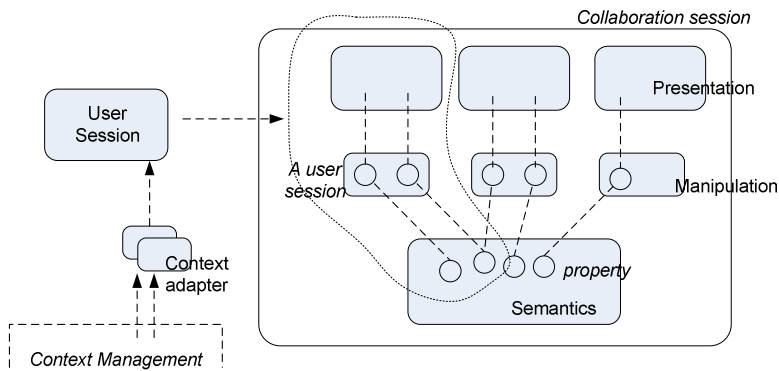 Collaboration session
Presentation
User
Session
A user
session
Manipulation
Context
adapter
property
Semantics
Context Management